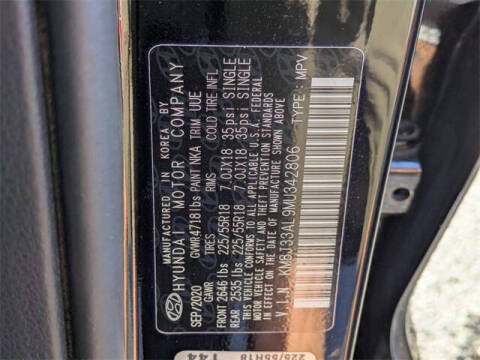 MANUFACTURED IN KOREA BY
HYUNDAI MOTOR COMPANY
SEP/2020 GVWR4718lbs PAINT NKA TRIM UUE
GAWR TIRES RIMS COLD TIRE INFL
FRONT 2646 lbs 225/55R18 7.0JX18 35psi SINGLE
REAR 2535 lbs 225/55R18 7.0JX18 35psi SINGLE
THIS VEHICLE CONFORMS TO ALL APPLICABLE U.S. FEDERAL
MOTOR VEHICLE SAFETY, BUMPER, AND THEFT PREVENTION STANDARDS
IN EFFECT ON THE DATE OF MANUFACTURE SHOWN ABOVE
V.I.N : KM8J33AL9MU342806 TYPE : MPV
144
225/55R18